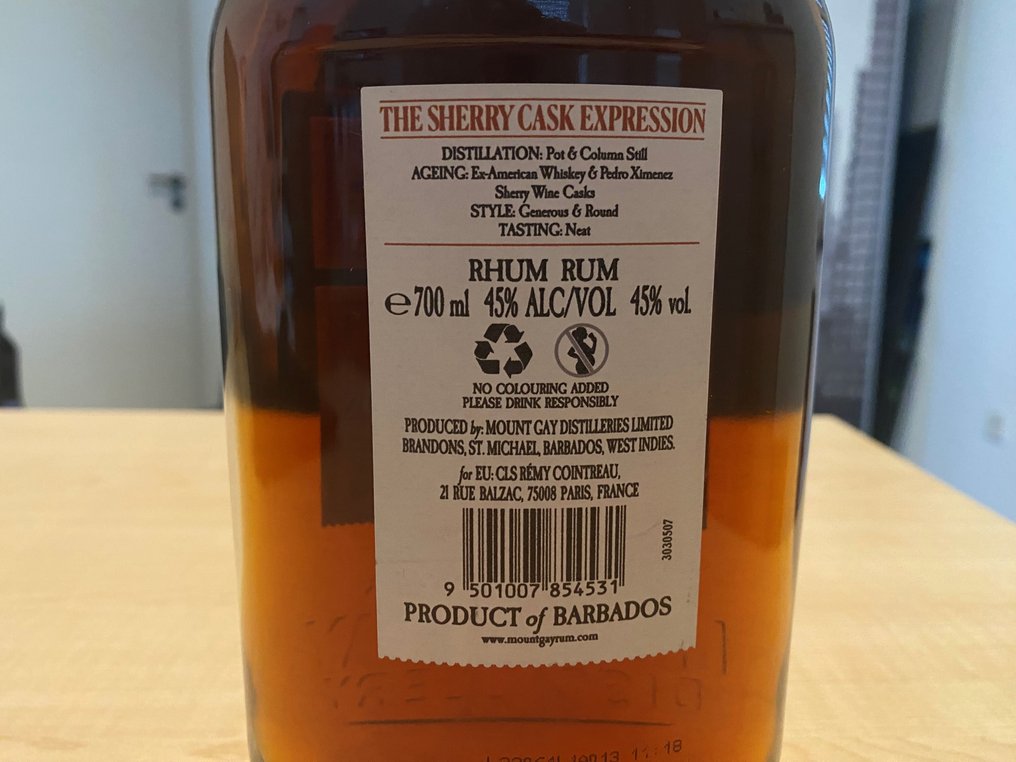 THE SHERRY CASK EXPRESSION
DISTILLATION: Pot & Column Still
AGEING: Ex-American Whiskey & Pedro Ximenez
Sherry Wine Casks
STYLE: Generous & Round
TASTING: Neat
RHUM RUM
℮700 ml 45% ALC/VOL 45% vol.
NO COLOURING ADDED
PLEASE DRINK RESPONSIBLY
PRODUCED by: MOUNT GAY DISTILLERIES LIMITED
BRANDONS, ST. MICHAEL, BARBADOS, WEST INDIES.
for EU: CLS RÉMY COINTREAU,
21 RUE BALZAC, 75008 PARIS, FRANCE
3030507
9 501007 854531
PRODUCT of BARBADOS
www.mountgayrum.com
11:18